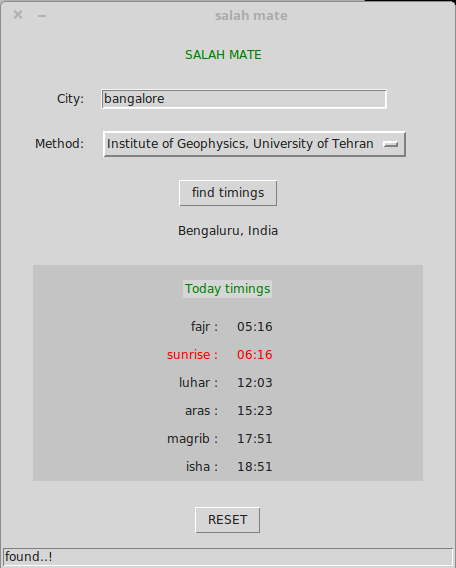 salah mate
SALAH MATE
City: bangalore
Method: Institute of Geophysics, University of Tehran
find timings
Bengaluru, India
Today timings
fajr : 05:16
sunrise : 06:16
luhar : 12:03
aras : 15:23
magrib : 17:51
isha : 18:51
RESET
found..!